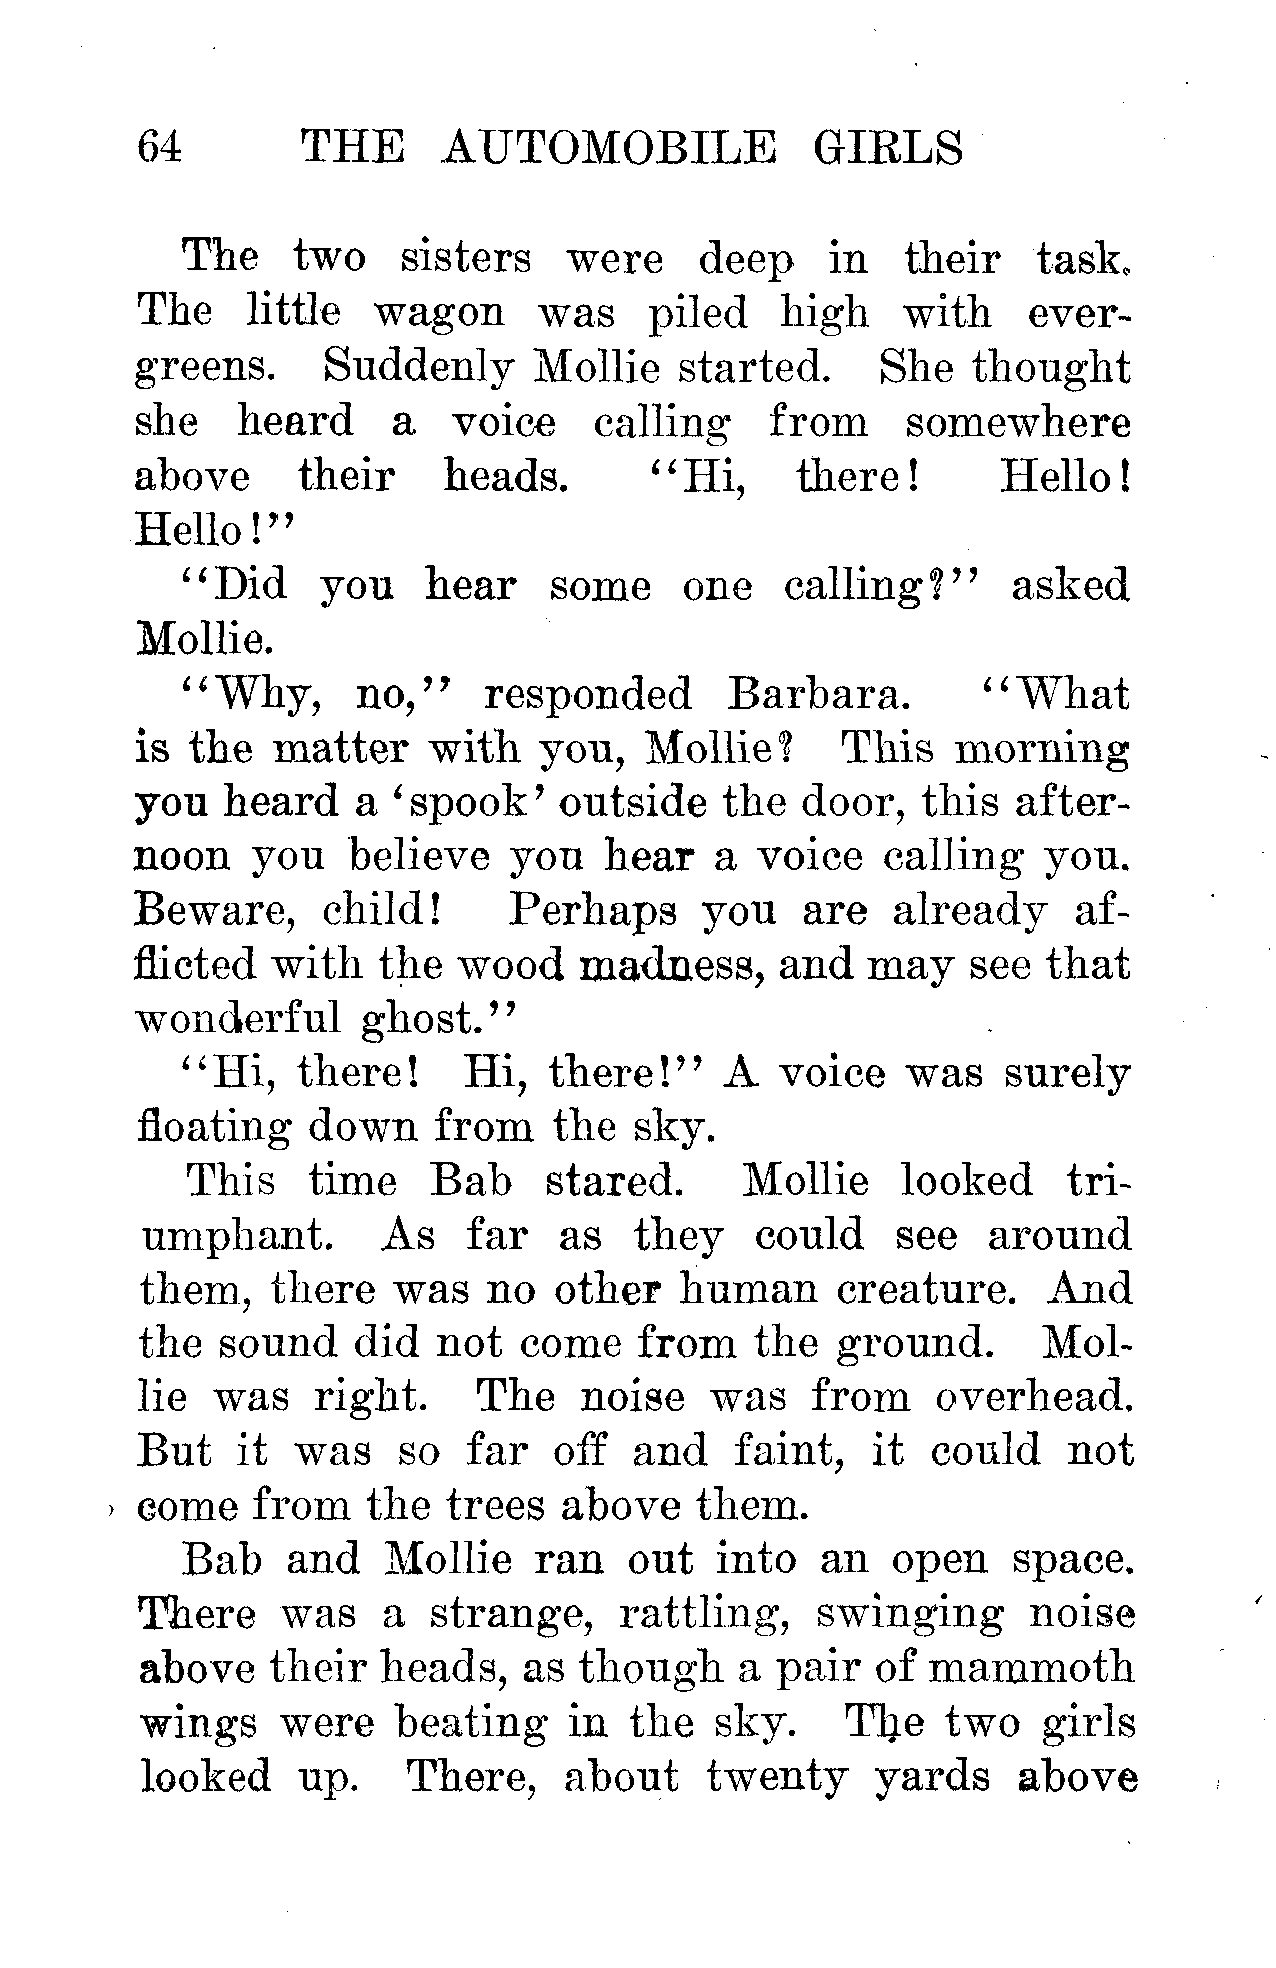 64 THE AUTOMOBILE GIRLS
The two sisters were deep in their task.
The little wagon was piled high with ever-
greens. Suddenly Mollie started. She thought
she heard a voice calling from somewhere
above their heads. "Hi, there! Hello!
Hello!"
"Did you hear some one calling?" asked
Mollie.
"Why, no," responded Barbara. "What
is the matter with you, Mollie? This morning
you heard a 'spook' outside the door, this after-
noon you believe you hear a voice calling you.
Beware, child! Perhaps you are already af-
flicted with the wood madness, and may see that
wonderful ghost."
"Hi, there! Hi, there!" A voice was surely
floating down from the sky.
This time Bab stared. Mollie looked tri-
umphant. As far as they could see around
them, there was no other human creature. And
the sound did not come from the ground. Mol-
lie was right. The noise was from overhead.
But it was so far off and faint, it could not
come from the trees above them.
Bab and Mollie ran out into an open space.
There was a strange, rattling, swinging noise
above their heads, as though a pair of mammoth
wings were beating in the sky. The two girls
looked up. There, about twenty yards above